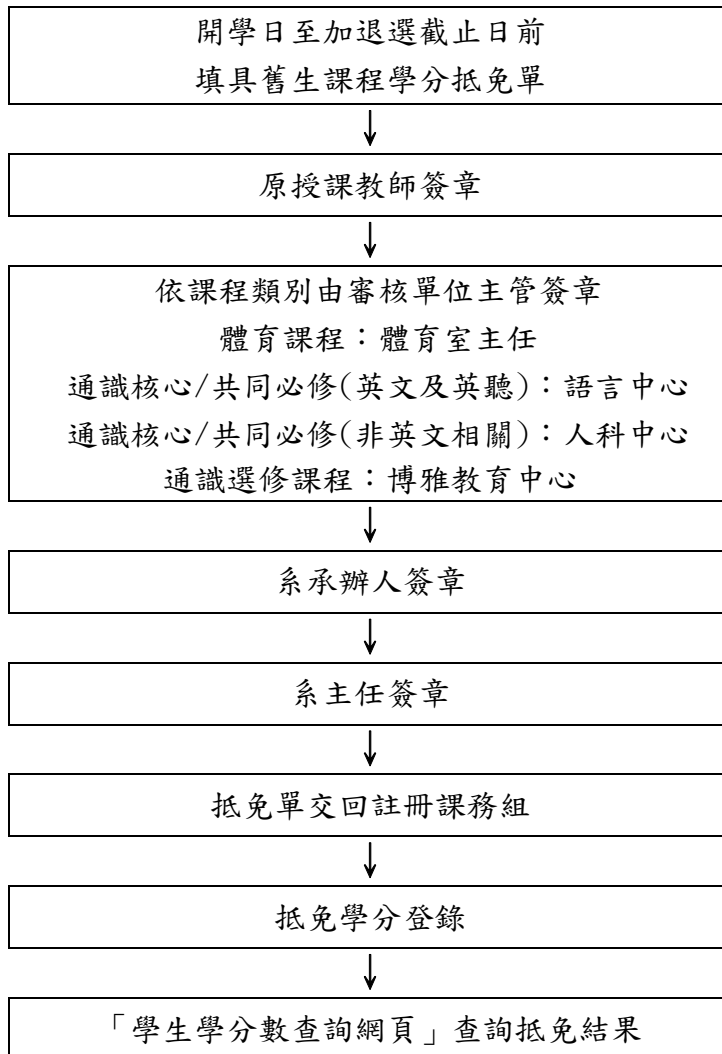 開學日至加退選截止日前
填具舊生課程學分抵免單
↓
原授課教師簽章
↓
依課程類別由審核單位主管簽章
體育課程：體育室主任
通識核心/共同必修(英文及英聽)：語言中心
通識核心/共同必修(非英文相關)：人科中心
通識選修課程：博雅教育中心
↓
系承辦人簽章
↓
系主任簽章
↓
抵免單交回註冊課務組
↓
抵免學分登錄
↓
「學生學分數查詢網頁」查詢抵免結果